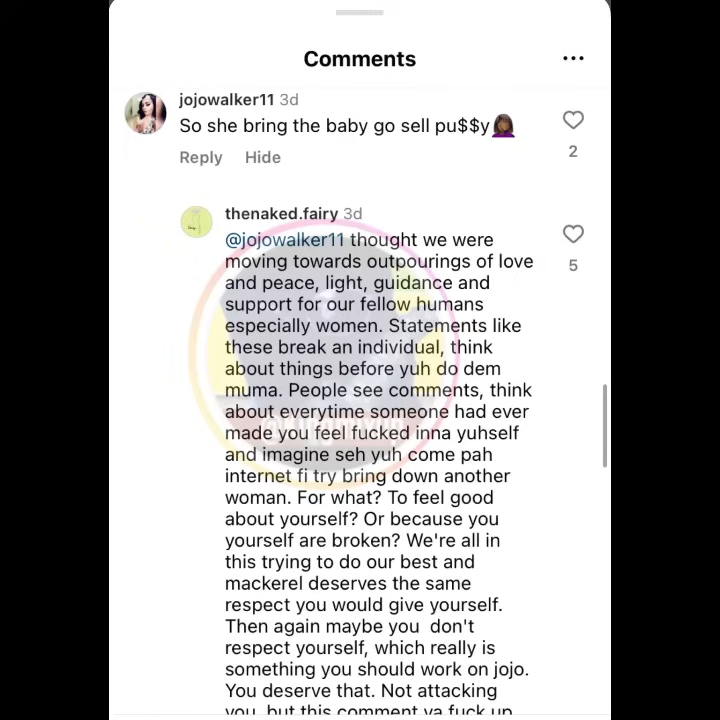 Comments
jojowalker11 3d
So she bring the baby go sell pu$$y🤦🏾‍♀️
2
Reply Hide
thenaked.fairy 3d
@jojowalker11 thought we were
5
moving towards outpourings of love
and peace, light, guidance and
support for our fellow humans
especially women. Statements like
these break an individual, think
about things before yuh do dem
muma. People see comments, think
about everytime someone had ever
made you feel fucked inna yuhself
and imagine seh yuh come pah
internet fi try bring down another
woman. For what? To feel good
about yourself? Or because you
yourself are broken? We're all in
this trying to do our best and
mackerel deserves the same
respect you would give yourself.
Then again maybe you don't
respect yourself, which really is
something you should work on jojo.
You deserve that. Not attacking
you, but this comment ya fuck up